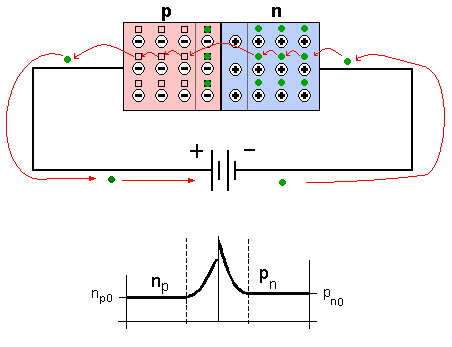 p n
+ −
n_p p_n
n_p0 p_n0